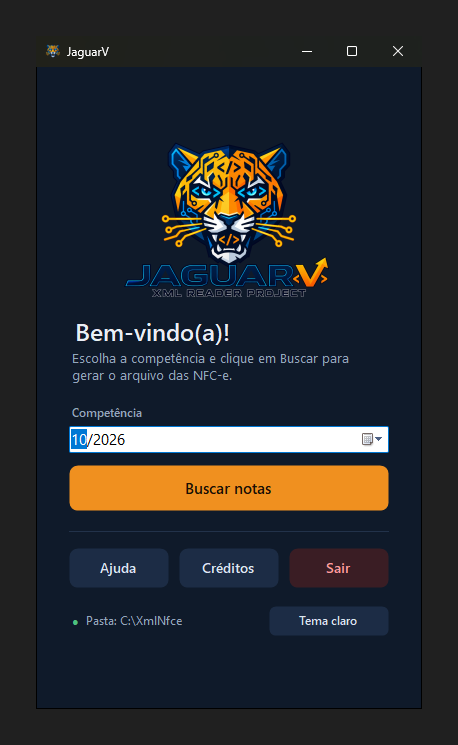 JaguarV
</>
JAGUAR<V>
XML READER PROJECT
Bem-vindo(a)!
Escolha a competência e clique em Buscar para
gerar o arquivo das NFC-e.
Competência
10/2026
Buscar notas
Ajuda Créditos Sair
Pasta: C:\XmlNfce Tema claro